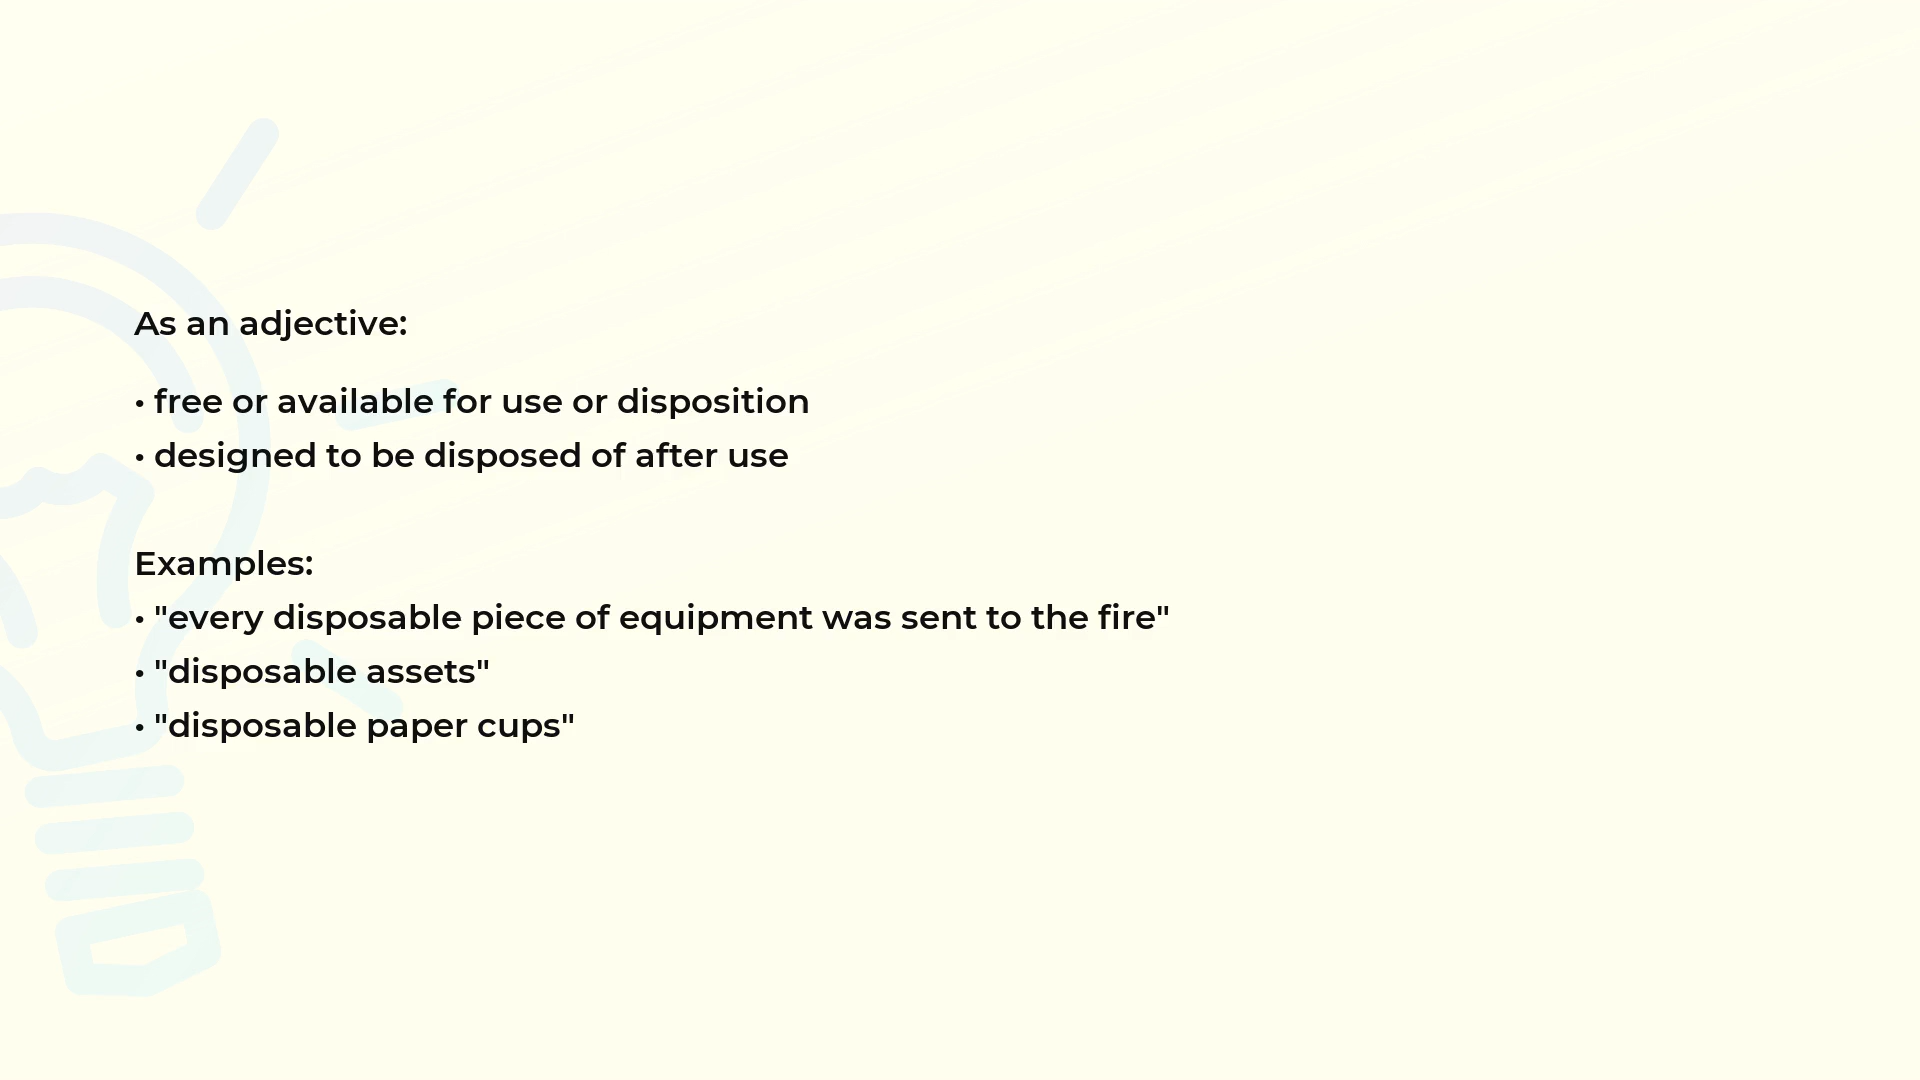 As an adjective:
• free or available for use or disposition
• designed to be disposed of after use
Examples:
• "every disposable piece of equipment was sent to the fire"
• "disposable assets"
• "disposable paper cups"